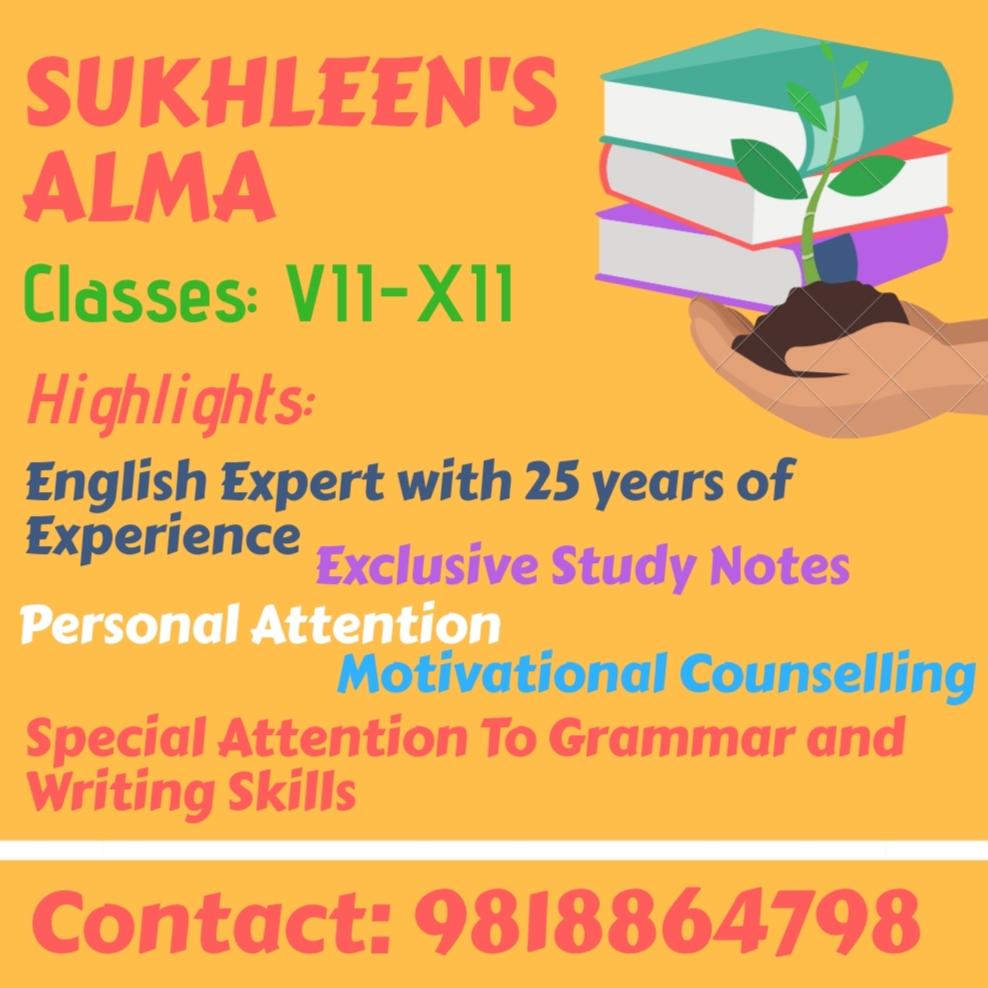 SUKHLEEN'S
ALMA
Classes: V11-X11
Highlights:
English Expert with 25 years of
Experience
Exclusive Study Notes
Personal Attention
Motivational Counselling
Special Attention To Grammar and
Writing Skills
Contact: 9818864798